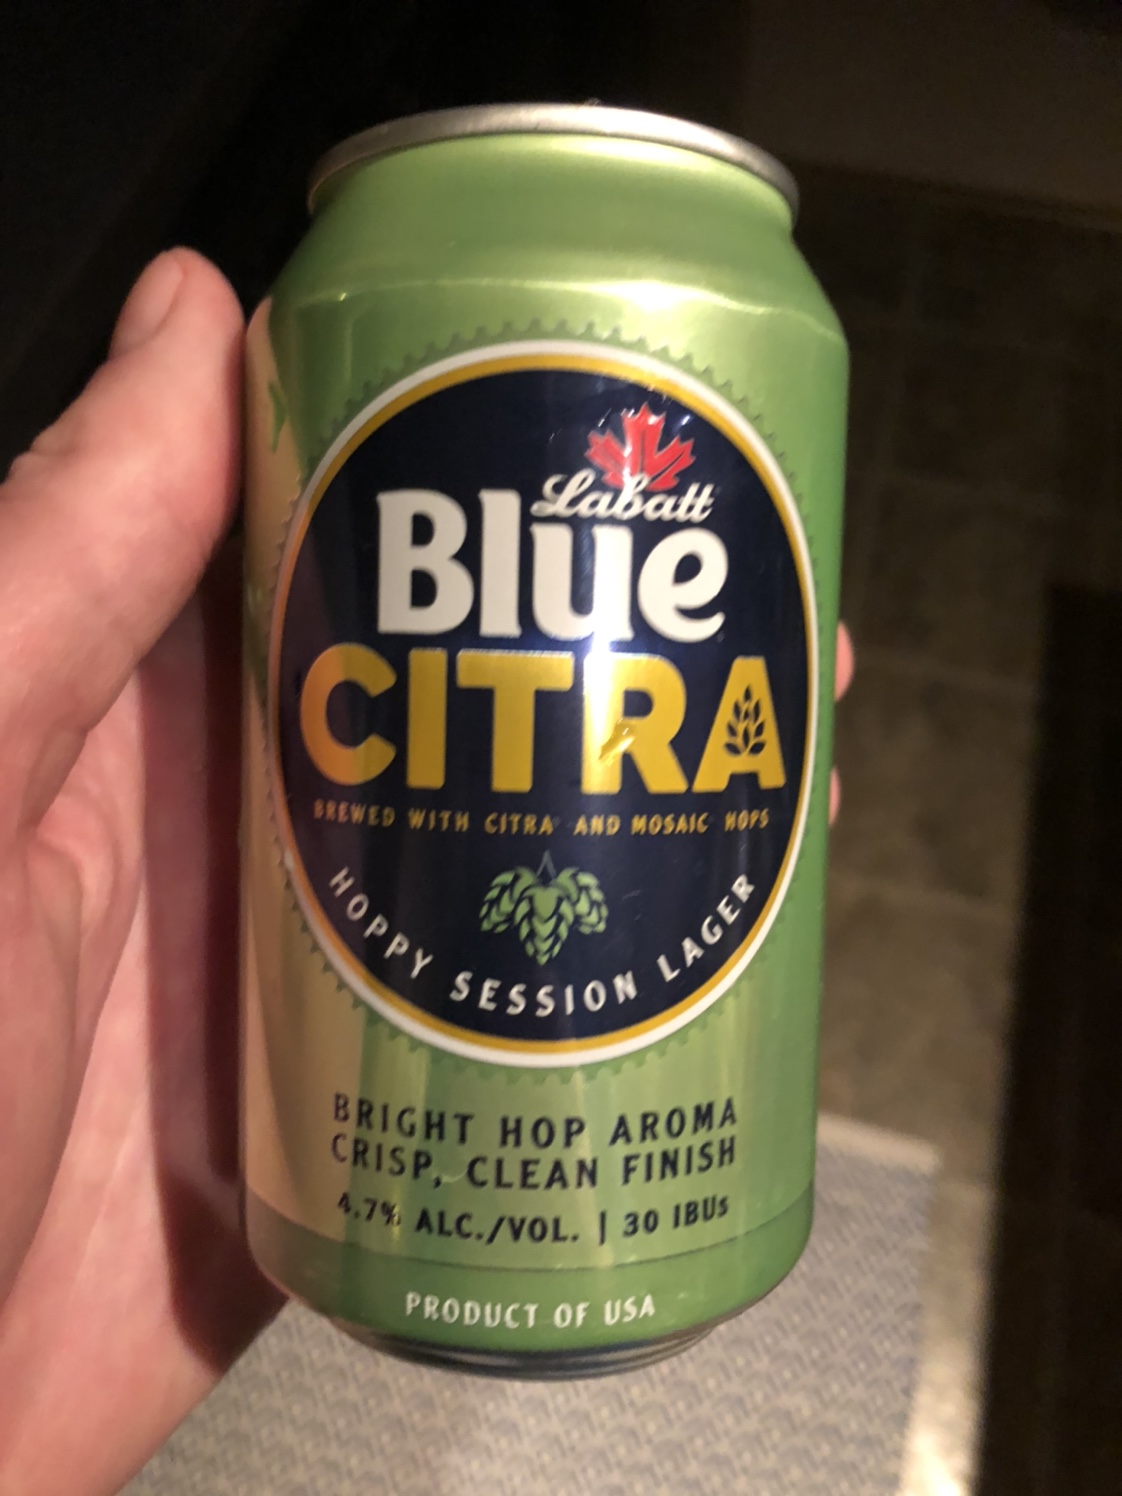 Labatt
Blue
CITRA
BREWED WITH CITRA AND MOSAIC HOPS
HOPPY SESSION LAGER
BRIGHT HOP AROMA
CRISP, CLEAN FINISH
4.7% ALC./VOL. | 30 IBUs
PRODUCT OF USA